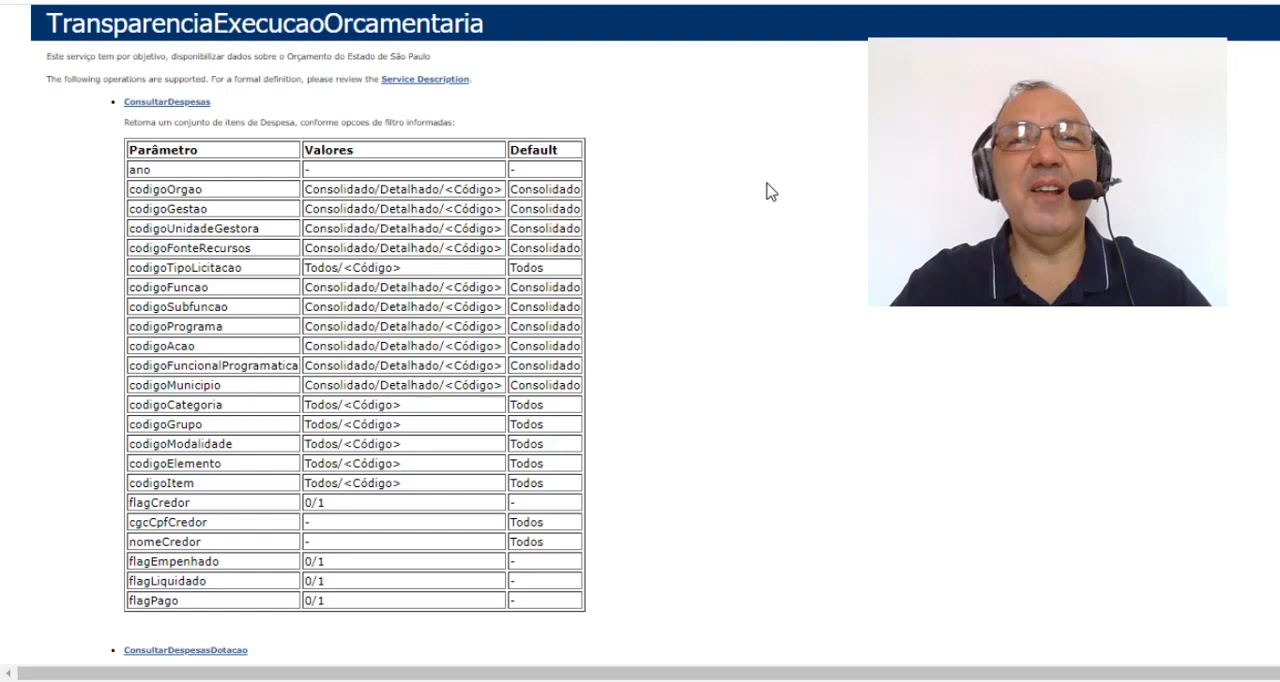 TransparenciaExecucaoOrcamentaria
Este serviço tem por objetivo, disponibilizar dados sobre o Orçamento do Estado de São Paulo
The following operations are supported. For a formal definition, please review the Service Description.
• ConsultarDespesas
Retorna um conjunto de itens de Despesa, conforme opcoes de filtro informadas:
Parâmetro Valores Default
ano - -
codigoOrgao Consolidado/Detalhado/<Código> Consolidado
codigoGestao Consolidado/Detalhado/<Código> Consolidado
codigoUnidadeGestora Consolidado/Detalhado/<Código> Consolidado
codigoFonteRecursos Consolidado/Detalhado/<Código> Consolidado
codigoTipoLicitacao Todos/<Código> Todos
codigoFuncao Consolidado/Detalhado/<Código> Consolidado
codigoSubfuncao Consolidado/Detalhado/<Código> Consolidado
codigoPrograma Consolidado/Detalhado/<Código> Consolidado
codigoAcao Consolidado/Detalhado/<Código> Consolidado
codigoFuncionalProgramatica Consolidado/Detalhado/<Código> Consolidado
codigoMunicipio Consolidado/Detalhado/<Código> Consolidado
codigoCategoria Todos/<Código> Todos
codigoGrupo Todos/<Código> Todos
codigoModalidade Todos/<Código> Todos
codigoElemento Todos/<Código> Todos
codigoItem Todos/<Código> Todos
flagCredor 0/1 -
cgcCpfCredor - Todos
nomeCredor - Todos
flagEmpenhado 0/1 -
flagLiquidado 0/1 -
flagPago 0/1 -
• ConsultarDespesasDotacao